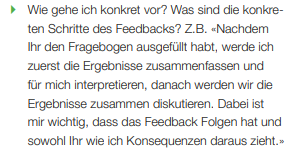 Wie gehe ich konkret vor? Was sind die konkre-
ten Schritte des Feedbacks? Z.B. «Nachdem
Ihr den Fragebogen ausgefüllt habt, werde ich
zuerst die Ergebnisse zusammenfassen und
für mich interpretieren, danach werden wir die
Ergebnisse zusammen diskutieren. Dabei ist
mir wichtig, dass das Feedback Folgen hat und
sowohl Ihr wie ich Konsequenzen daraus zieht.»